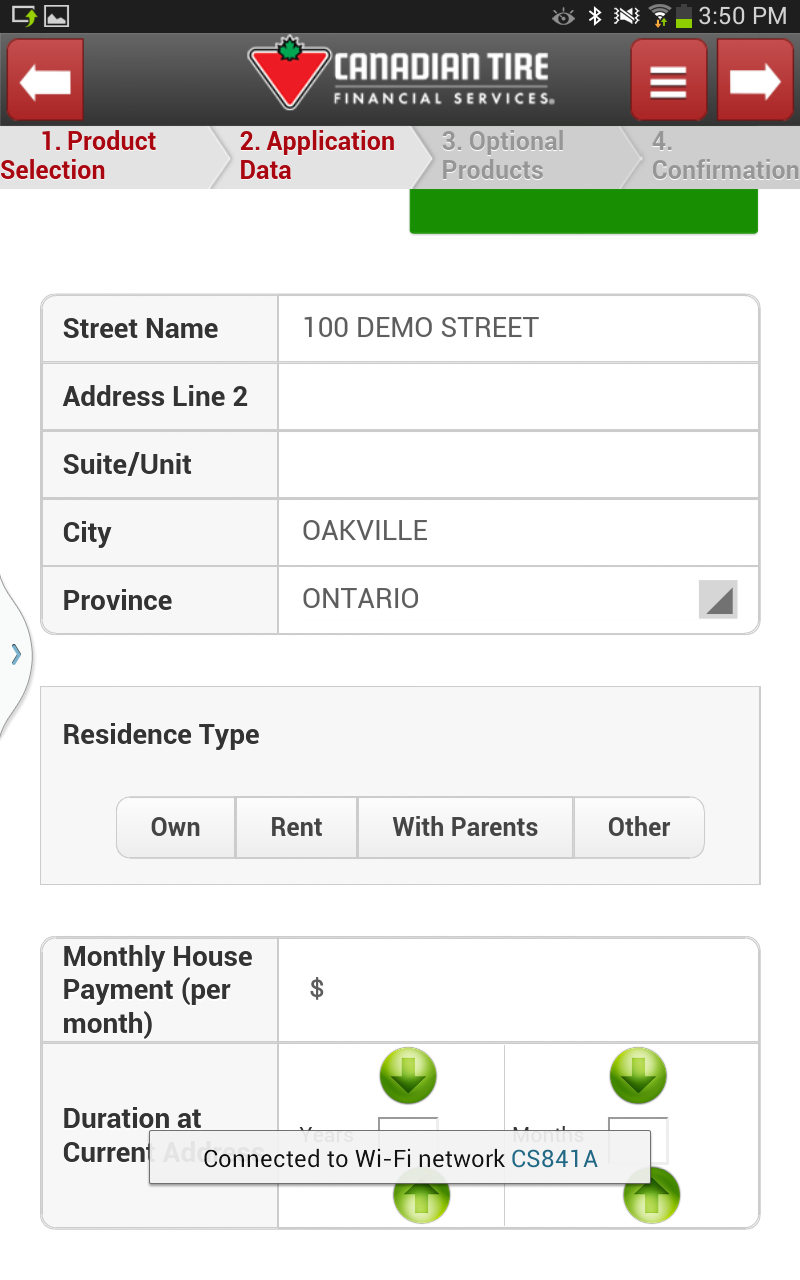 3:50 PM
CANADIAN TIRE
FINANCIAL SERVICES®
1. Product
Selection
2. Application
Data
3. Optional
Products
4.
Confirmation
Street Name
100 DEMO STREET
Address Line 2
Suite/Unit
City
OAKVILLE
Province
ONTARIO
Residence Type
Own
Rent
With Parents
Other
Monthly House
Payment (per
month)
$
Duration at
Current Address
Years
Months
Connected to Wi-Fi network CS841A